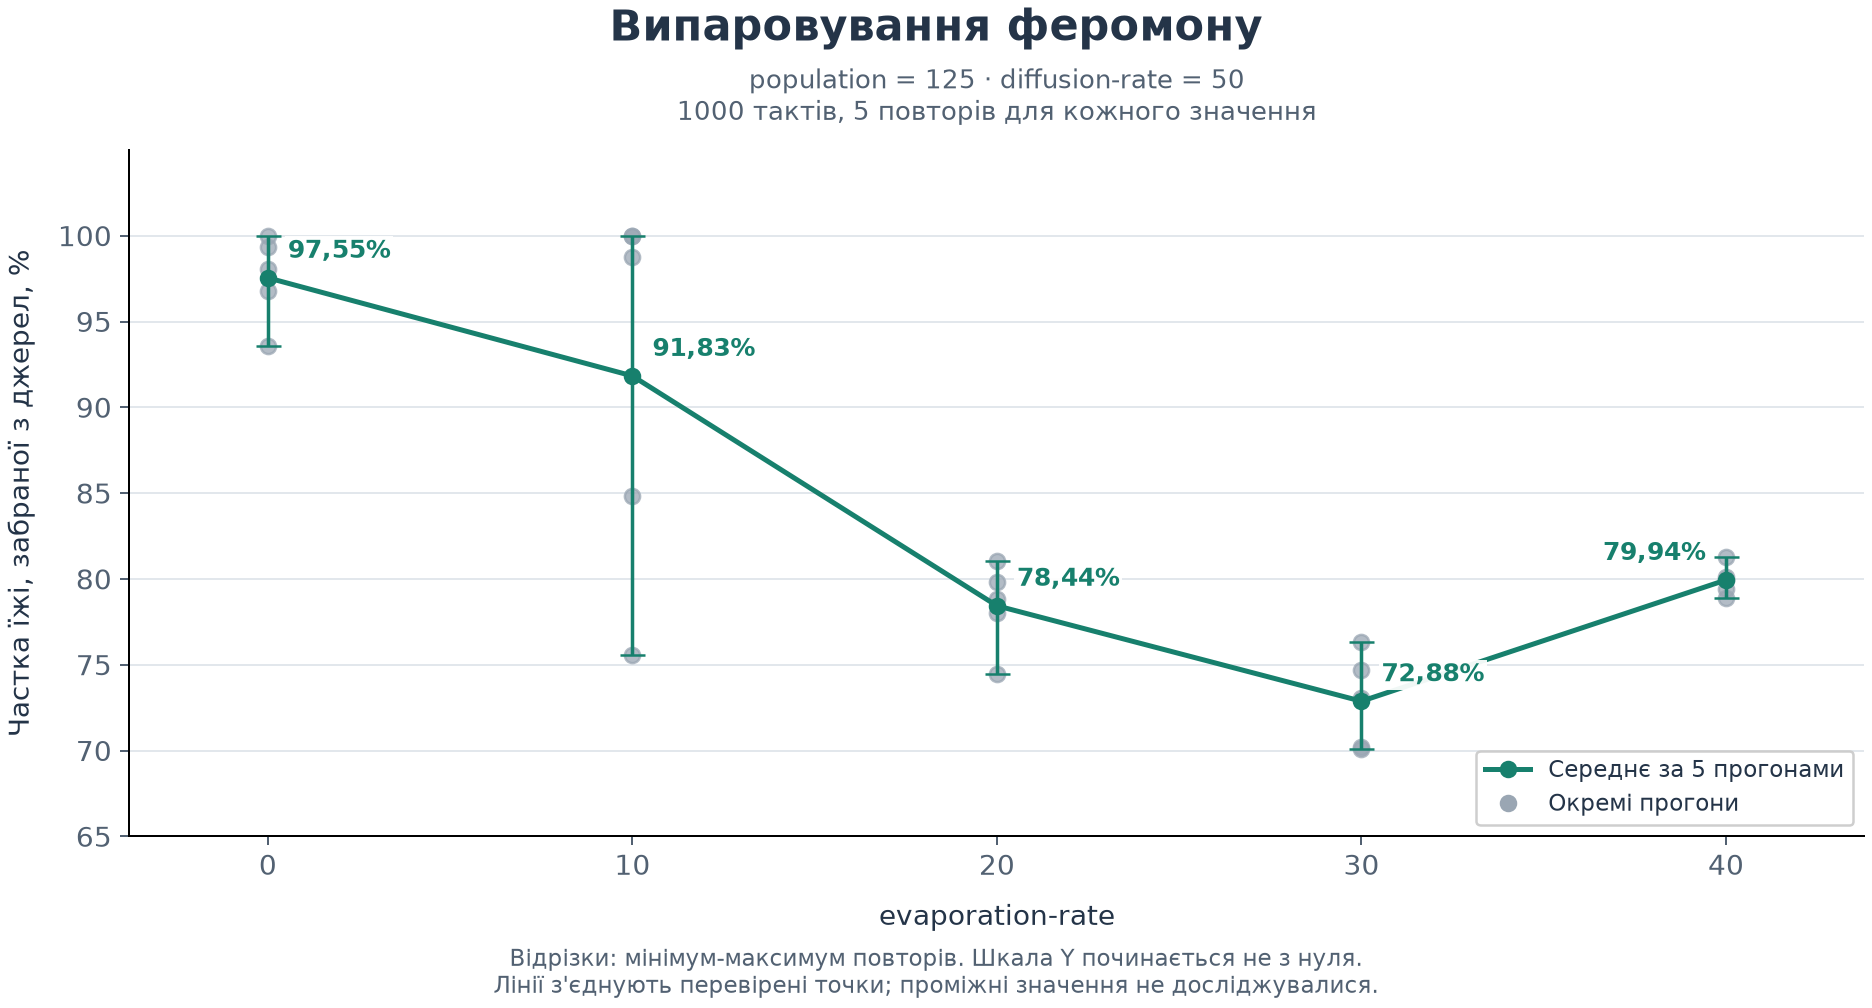 Випаровування феромону
population = 125 · diffusion-rate = 50
1000 тактів, 5 повторів для кожного значення
Частка їжі, забраної з джерел, %
100
95
90
85
80
75
70
65
97,55%
91,83%
78,44%
72,88%
79,94%
Середнє за 5 прогонами
Окремі прогони
0
10
20
30
40
evaporation-rate
Відрізки: мінімум-максимум повторів. Шкала Y починається не з нуля.
Лінії з'єднують перевірені точки; проміжні значення не досліджувалися.